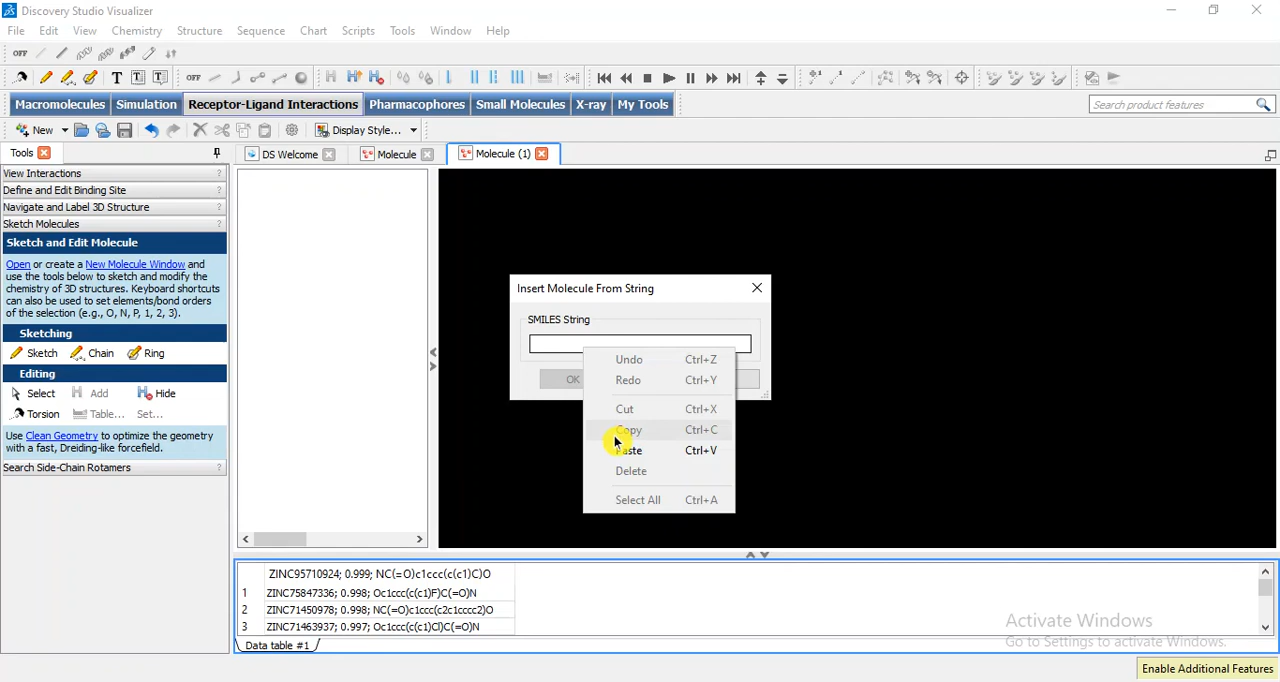 Discovery Studio Visualizer
File Edit View Chemistry Structure Sequence Chart Scripts Tools Window Help
OFF
T T T OFF
Macromolecules Simulation Receptor-Ligand Interactions Pharmacophores Small Molecules X-ray My Tools Search product features
New Display Style...
Tools DS Welcome Molecule Molecule (1)
View Interactions ?
Define and Edit Binding Site ?
Navigate and Label 3D Structure ?
Sketch Molecules ?
Sketch and Edit Molecule
Open or create a New Molecule Window and
use the tools below to sketch and modify the
chemistry of 3D structures. Keyboard shortcuts
can also be used to set elements/bond orders
of the selection (e.g., O, N, P, 1, 2, 3).
Sketching
Sketch Chain Ring
Editing
Select Add Hide
Torsion Table... Set...
Use Clean Geometry to optimize the geometry
with a fast, Dreiding-like forcefield.
Search Side-Chain Rotamers ?
Insert Molecule From String
SMILES String
OK
Undo Ctrl+Z
Redo Ctrl+Y
Cut Ctrl+X
Copy Ctrl+C
Paste Ctrl+V
Delete
Select All Ctrl+A
ZINC95710924; 0.999; NC(=O)c1ccc(c(c1)C)O
1 ZINC75847336; 0.998; Oc1ccc(c(c1)F)C(=O)N
2 ZINC71450978; 0.998; NC(=O)c1ccc(c2c1cccc2)O
3 ZINC71463937; 0.997; Oc1ccc(c(c1)Cl)C(=O)N
Data table #1
Activate Windows
Go to Settings to activate Windows.
Enable Additional Features